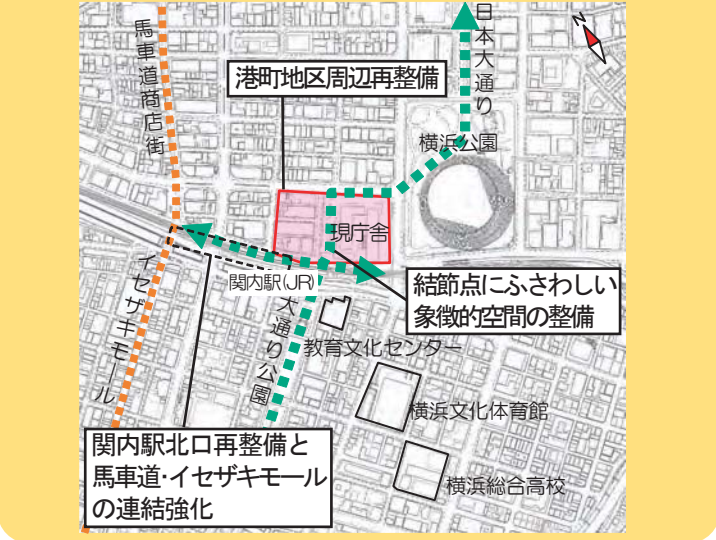 馬車道商店街
日本大通り
N
港町地区周辺再整備
横浜公園
現庁舎
関内駅(JR)
結節点にふさわしい
象徴的空間の整備
イセザキモール
大通り公園
教育文化センター
横浜文化体育館
関内駅北口再整備と
馬車道・イセザキモール
の連結強化
横浜総合高校